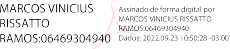 MARCOS VINICIUS
RISSATTO
RAMOS:06469304940
Assinado de forma digital por
MARCOS VINICIUS RISSATTO
RAMOS:06469304940
Dados: 2022.09.23 10:50:28 -03'00'